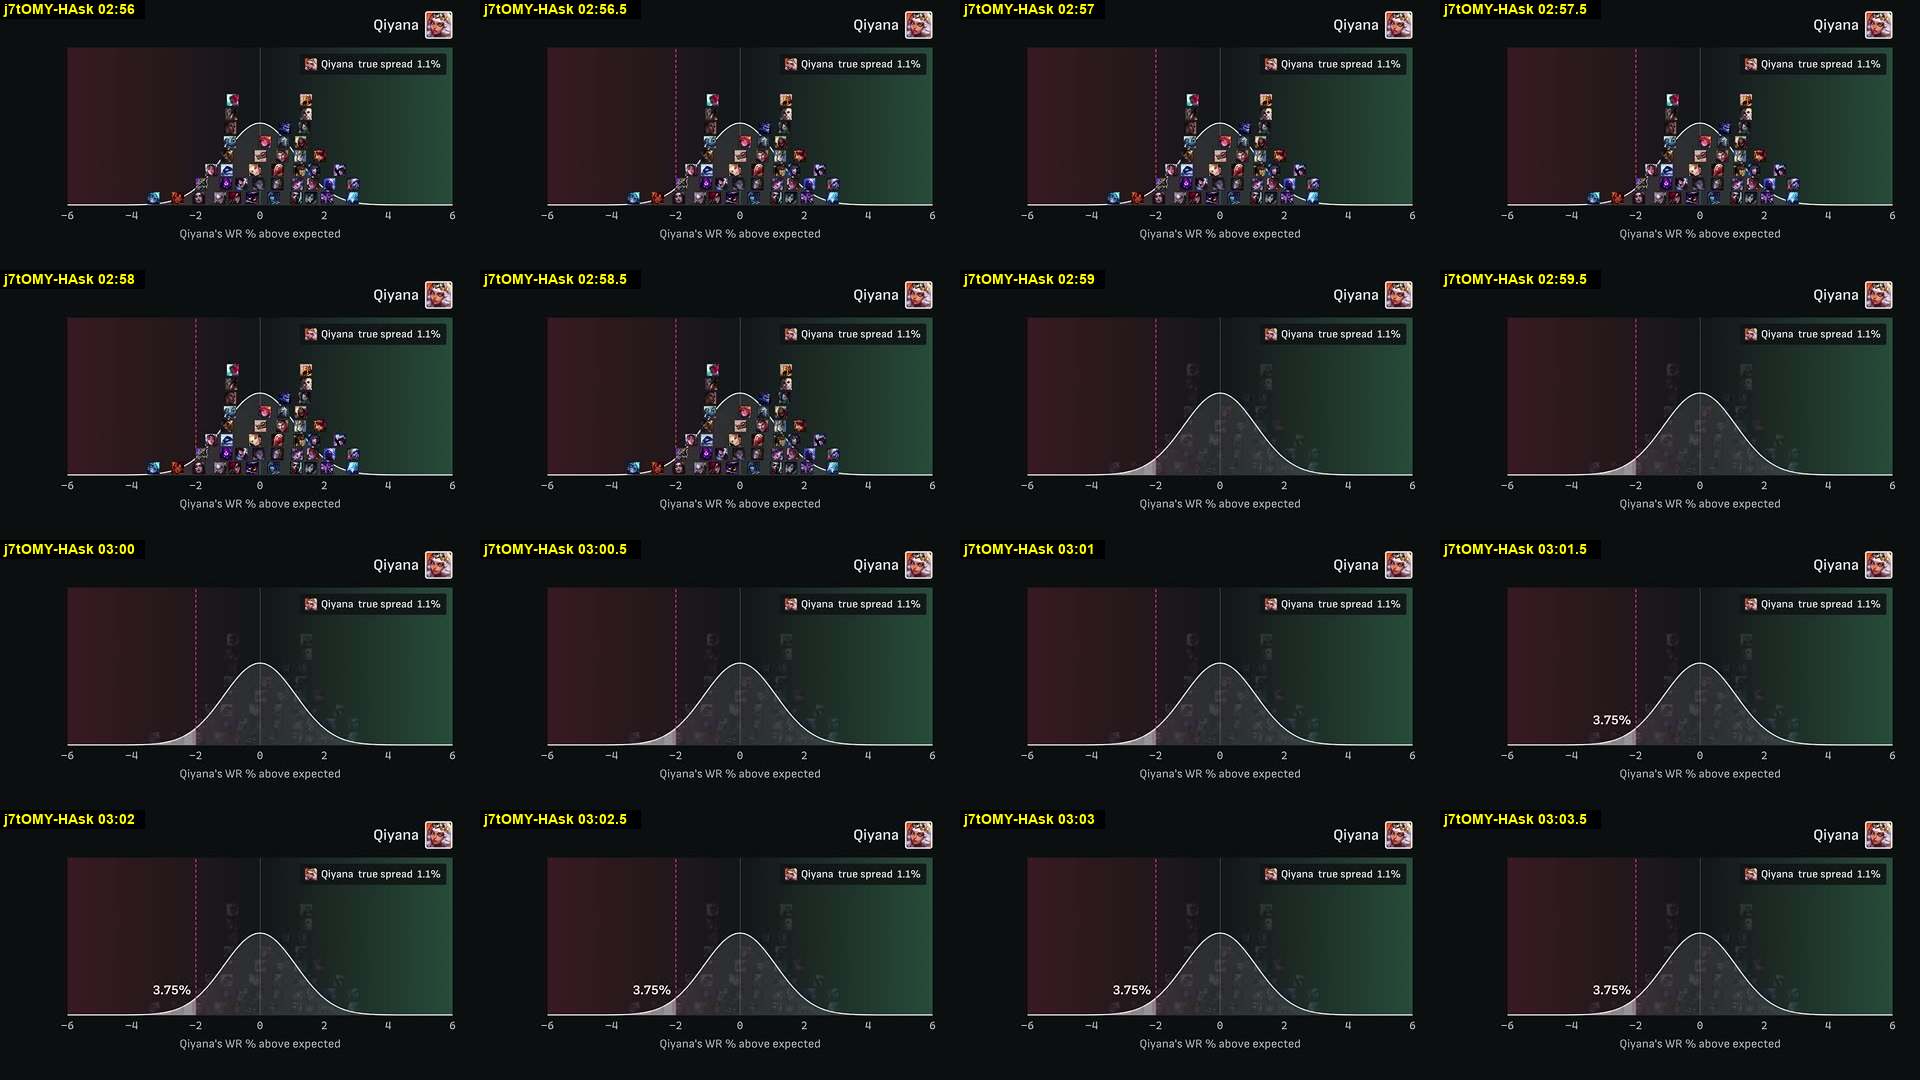 j7tOMY-HAsk 02:56
Qiyana
Qiyana true spread 1.1%
−6 −4 −2 0 2 4 6
Qiyana's WR % above expected
j7tOMY-HAsk 02:56.5
Qiyana
Qiyana true spread 1.1%
−6 −4 −2 0 2 4 6
Qiyana's WR % above expected
j7tOMY-HAsk 02:57
Qiyana
Qiyana true spread 1.1%
−6 −4 −2 0 2 4 6
Qiyana's WR % above expected
j7tOMY-HAsk 02:57.5
Qiyana
Qiyana true spread 1.1%
−6 −4 −2 0 2 4 6
Qiyana's WR % above expected
j7tOMY-HAsk 02:58
Qiyana
Qiyana true spread 1.1%
−6 −4 −2 0 2 4 6
Qiyana's WR % above expected
j7tOMY-HAsk 02:58.5
Qiyana
Qiyana true spread 1.1%
−6 −4 −2 0 2 4 6
Qiyana's WR % above expected
j7tOMY-HAsk 02:59
Qiyana
Qiyana true spread 1.1%
−6 −4 −2 0 2 4 6
Qiyana's WR % above expected
j7tOMY-HAsk 02:59.5
Qiyana
Qiyana true spread 1.1%
−6 −4 −2 0 2 4 6
Qiyana's WR % above expected
j7tOMY-HAsk 03:00
Qiyana
Qiyana true spread 1.1%
−6 −4 −2 0 2 4 6
Qiyana's WR % above expected
j7tOMY-HAsk 03:00.5
Qiyana
Qiyana true spread 1.1%
−6 −4 −2 0 2 4 6
Qiyana's WR % above expected
j7tOMY-HAsk 03:01
Qiyana
Qiyana true spread 1.1%
−6 −4 −2 0 2 4 6
Qiyana's WR % above expected
j7tOMY-HAsk 03:01.5
Qiyana
Qiyana true spread 1.1%
3.75%
−6 −4 −2 0 2 4 6
Qiyana's WR % above expected
j7tOMY-HAsk 03:02
Qiyana
Qiyana true spread 1.1%
3.75%
−6 −4 −2 0 2 4 6
Qiyana's WR % above expected
j7tOMY-HAsk 03:02.5
Qiyana
Qiyana true spread 1.1%
3.75%
−6 −4 −2 0 2 4 6
Qiyana's WR % above expected
j7tOMY-HAsk 03:03
Qiyana
Qiyana true spread 1.1%
3.75%
−6 −4 −2 0 2 4 6
Qiyana's WR % above expected
j7tOMY-HAsk 03:03.5
Qiyana
Qiyana true spread 1.1%
3.75%
−6 −4 −2 0 2 4 6
Qiyana's WR % above expected